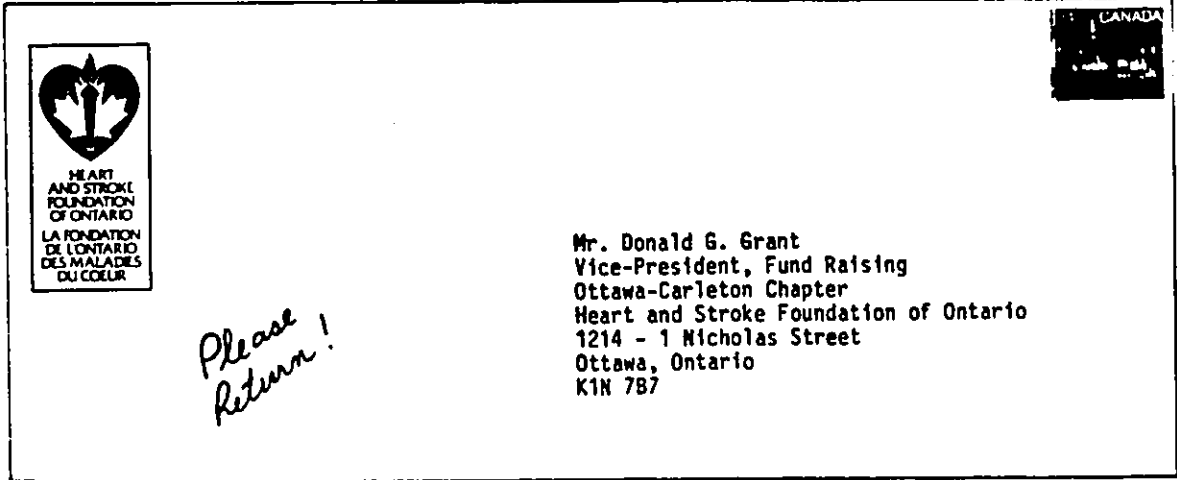 CANADA
HEART
AND STROKE
FOUNDATION
OF ONTARIO
LA FONDATION
DE L'ONTARIO
DES MALADIES
DU COEUR
Mr. Donald G. Grant
Vice-President, Fund Raising
Ottawa-Carleton Chapter
Heart and Stroke Foundation of Ontario
1214 - 1 Nicholas Street
Ottawa, Ontario
K1N 7B7
Please
Return!